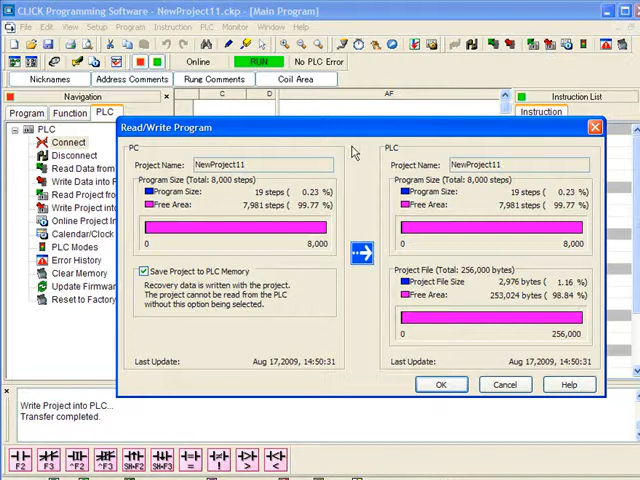 CLICK Programming Software - NewProject11.ckp - [Main Program]
File Edit View Setup Program Instruction PLC Monitor Window Help
Online RUN No PLC Error
Nicknames Address Comments Rung Comments Coil Area
Navigation
Program Function PLC
PLC
Connect
Disconnect
Read Data from
Write Data into
Read Project
Write Project into
Online Project In
Calendar/Clock
PLC Modes
Error History
Clear Memory
Update Firmwa
Reset to Factory
C D AF
Instruction List
Instruction
Read/Write Program
PC
Project Name: NewProject11
Program Size (Total: 8,000 steps)
Program Size: 19 steps ( 0.23 %)
Free Area: 7,981 steps ( 99.77 %)
0 8,000
Save Project to PLC Memory
Recovery data is written with the project.
The project cannot be read from the PLC
without this option being selected.
Last Update: Aug 17,2009, 14:50:31
PLC
Project Name: NewProject11
Program Size (Total: 8,000 steps)
Program Size: 19 steps ( 0.23 %)
Free Area: 7,981 steps ( 99.77 %)
0 8,000
Project File (Total: 256,000 bytes)
Project File Size 2,976 bytes ( 1.16 %)
Free Area: 253,024 bytes ( 98.84 %)
0 256,000
Last Update: Aug 17,2009, 14:50:31
OK Cancel Help
Write Project into PLC...
Transfer completed.
F2 F3 ^F2 ^F3 SH+F2 SH+F3 = ! > <